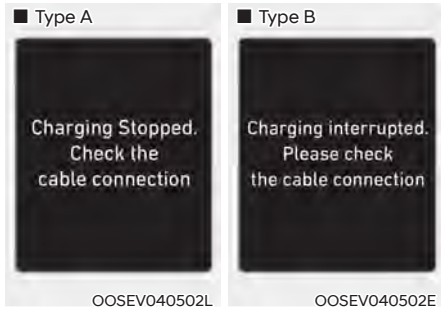 ■ Type A
Charging Stopped.
Check the
cable connection
OOSEV040502L
■ Type B
Charging interrupted.
Please check
the cable connection
OOSEV040502E